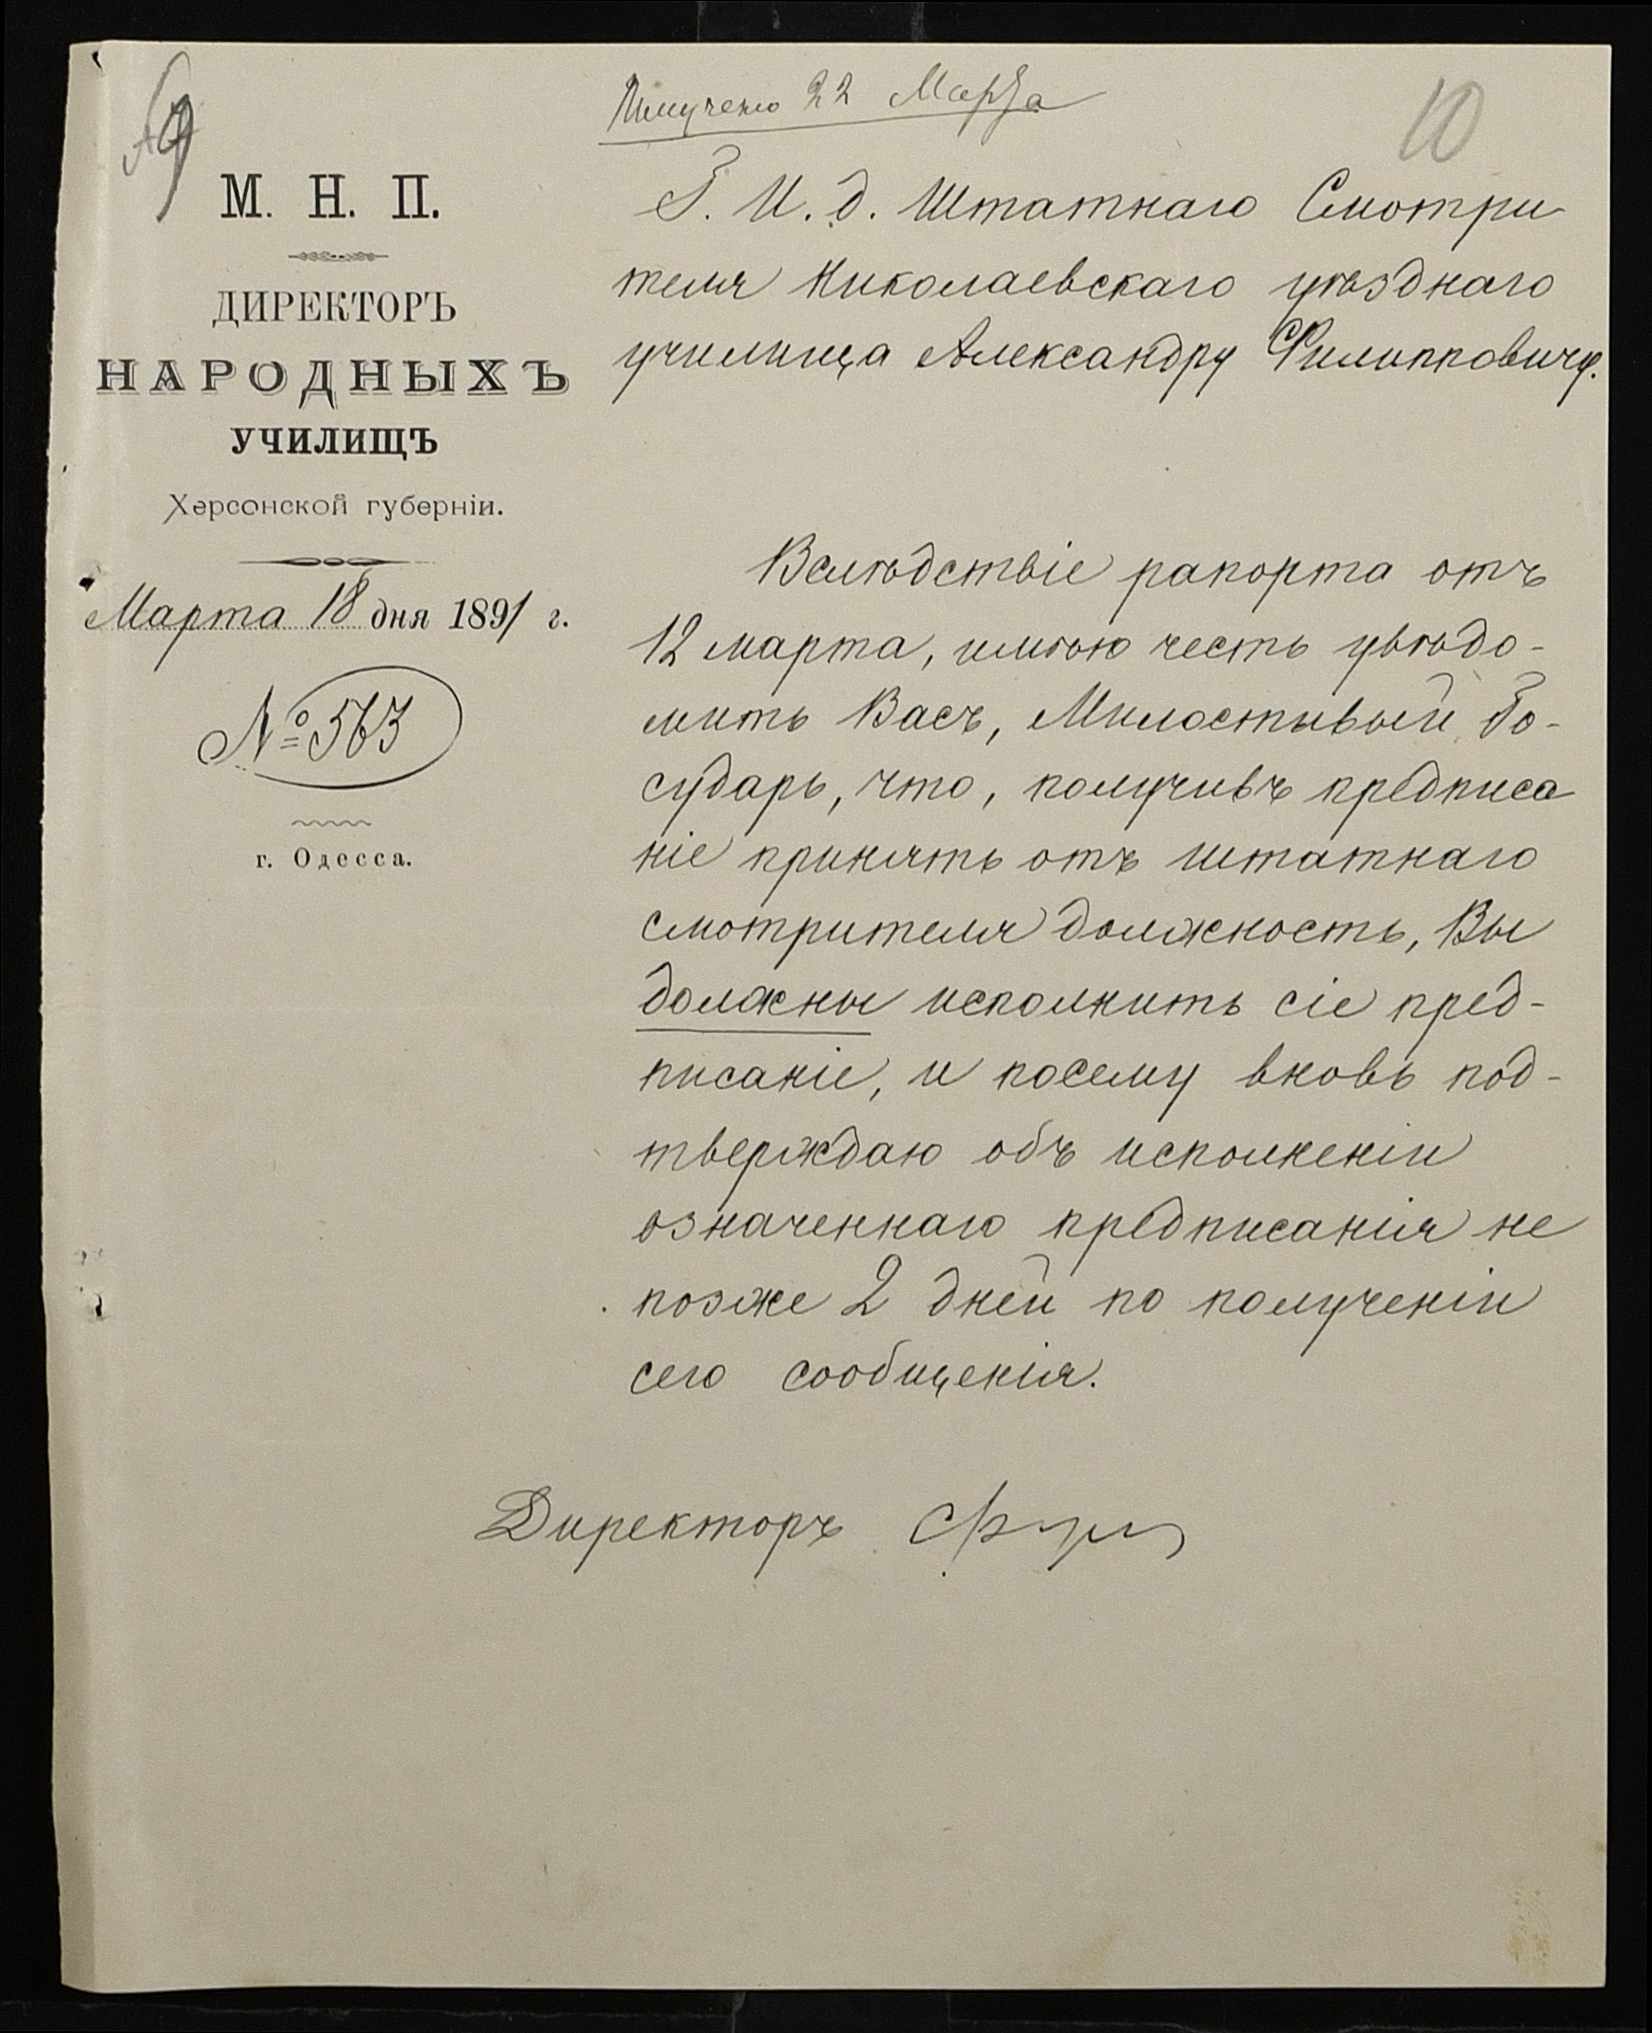 Получено 22 Марта
10
9
М. Н. П.
ДИРЕКТОРЪ
НАРОДНЫХЪ
УЧИЛИЩЪ
Херсонской губерніи.
Марта 18 дня 1891 г.
№ 563
г. Одесса.
Г. И. д. Штатнаго Смотри
теля Николаевскаго уѣзднаго
училища Александру Филипповичу.
Вслѣдствіе рапорта отъ
12 марта, имѣю честь увѣдо-
мить Васъ, Милостивый Го-
сударь, что, получивъ предписа
ніе принять отъ штатнаго
смотрителя должность, Вы
должны исполнить сіе пред-
писаніе, и посему вновь под-
тверждаю объ исполненіи
означеннаго предписанія не
позже 2 дней по полученіи
сего сообщенія.
Директоръ